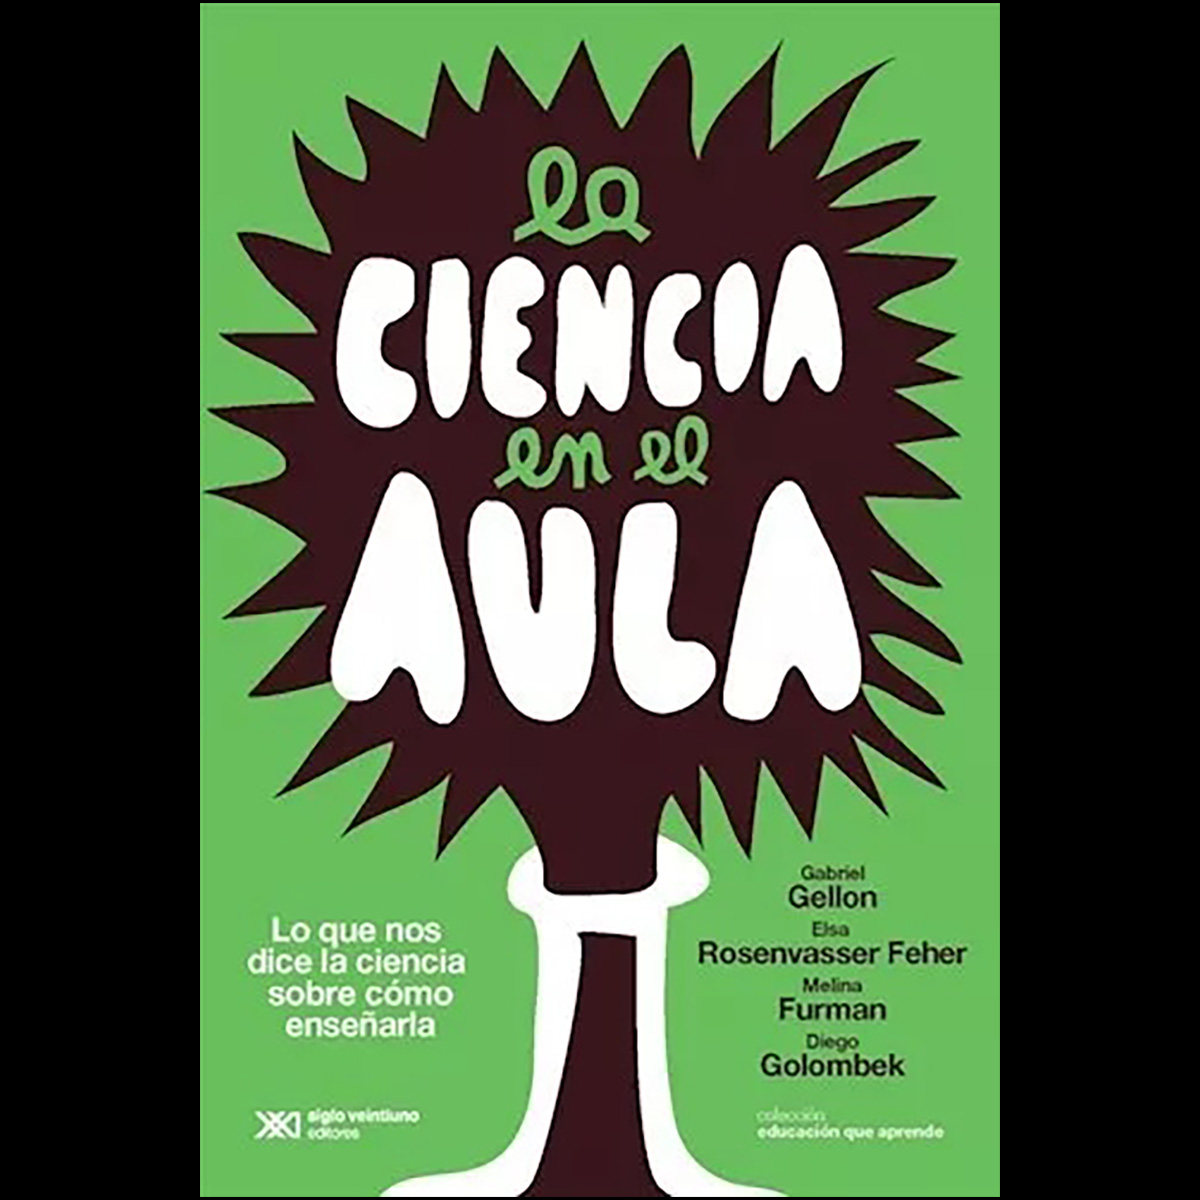 la
CIENCIA
en el
AULA
Gabriel
Gellon
Elsa
Rosenvasser Feher
Melina
Furman
Diego
Golombek
Lo que nos
dice la ciencia
sobre cómo
enseñarla
siglo veintiuno
editores
colección
educación que aprende